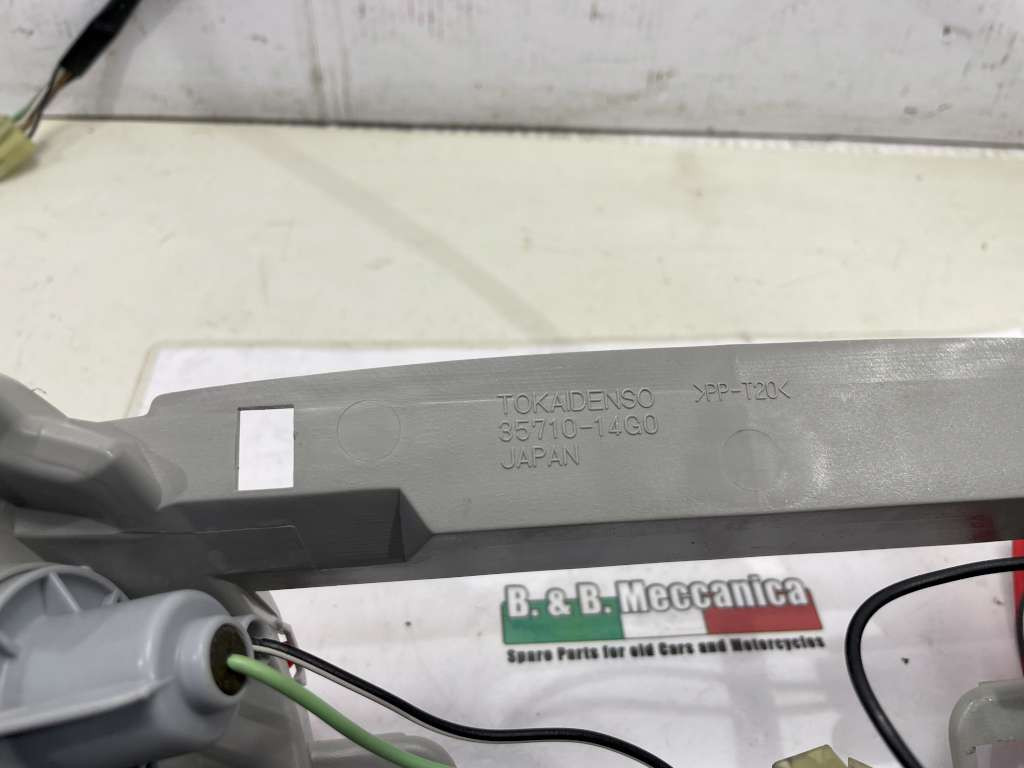 TOKAIDENSO
35710-14G0
JAPAN
>PP-T20<
B. & B. Meccanica
Spare Parts for old Cars and Motorcycles